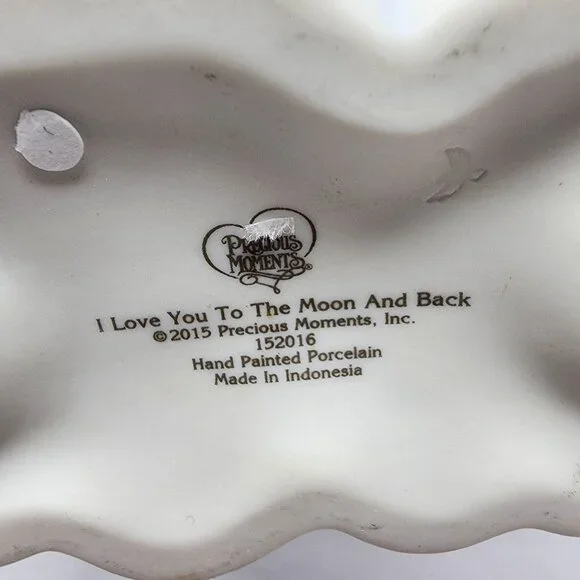 PRECIOUS
MOMENTS®
I Love You To The Moon And Back
©2015 Precious Moments, Inc.
152016
Hand Painted Porcelain
Made In Indonesia